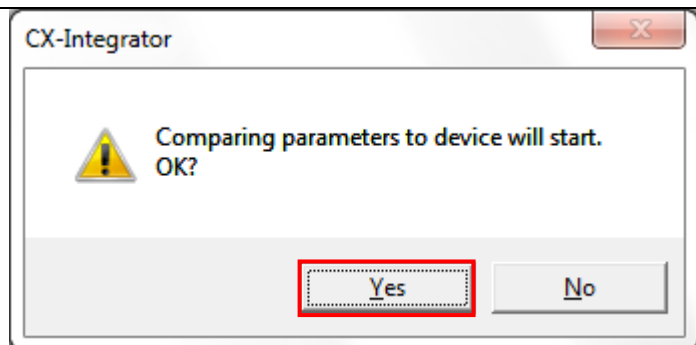 CX-Integrator
Comparing parameters to device will start.
OK?
Yes
No